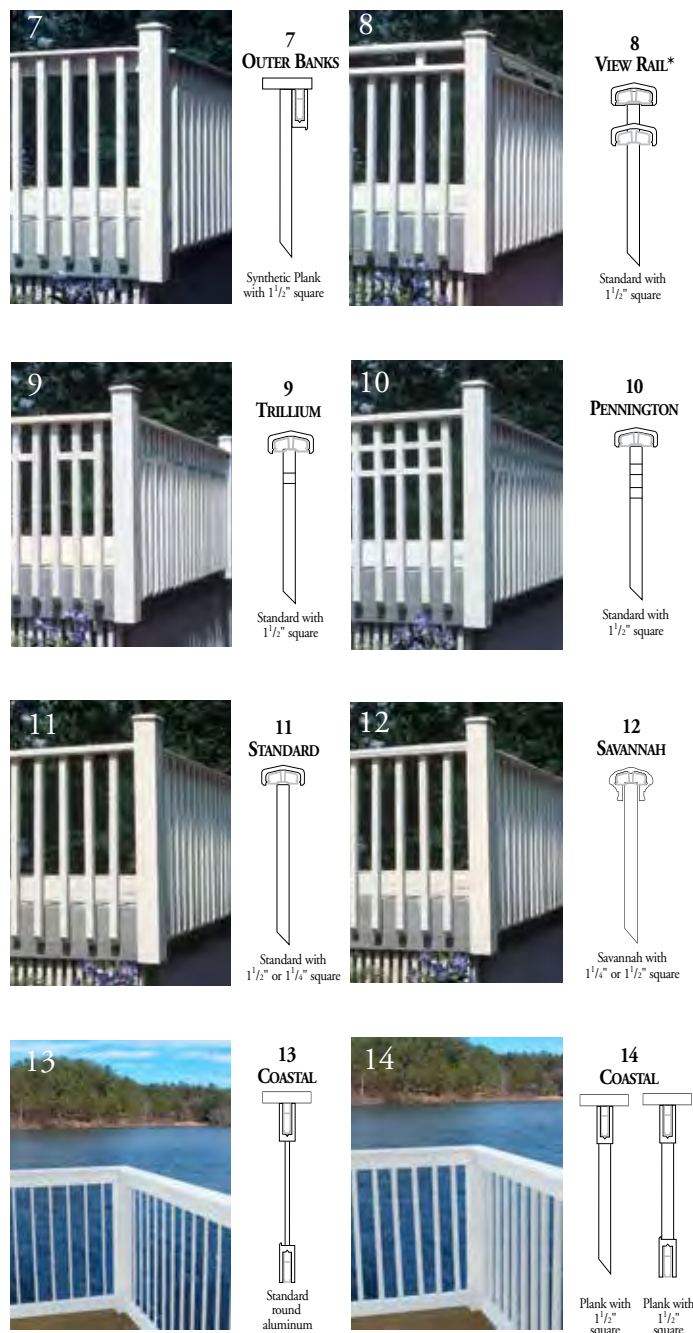 7
7
OUTER BANKS
Synthetic Plank
with 1 1/2" square
8
8
VIEW RAIL*
Standard with
1 1/2" square
9
9
TRILLIUM
Standard with
1 1/2" square
10
10
PENNINGTON
Standard with
1 1/2" square
11
11
STANDARD
Standard with
1 1/2" or 1 1/4" square
12
12
SAVANNAH
Savannah with
1 1/4" or 1 1/2" square
13
13
COASTAL
Standard
round
aluminum
14
14
COASTAL
Plank with
1 1/2"
square
Plank with
1 1/2"
square